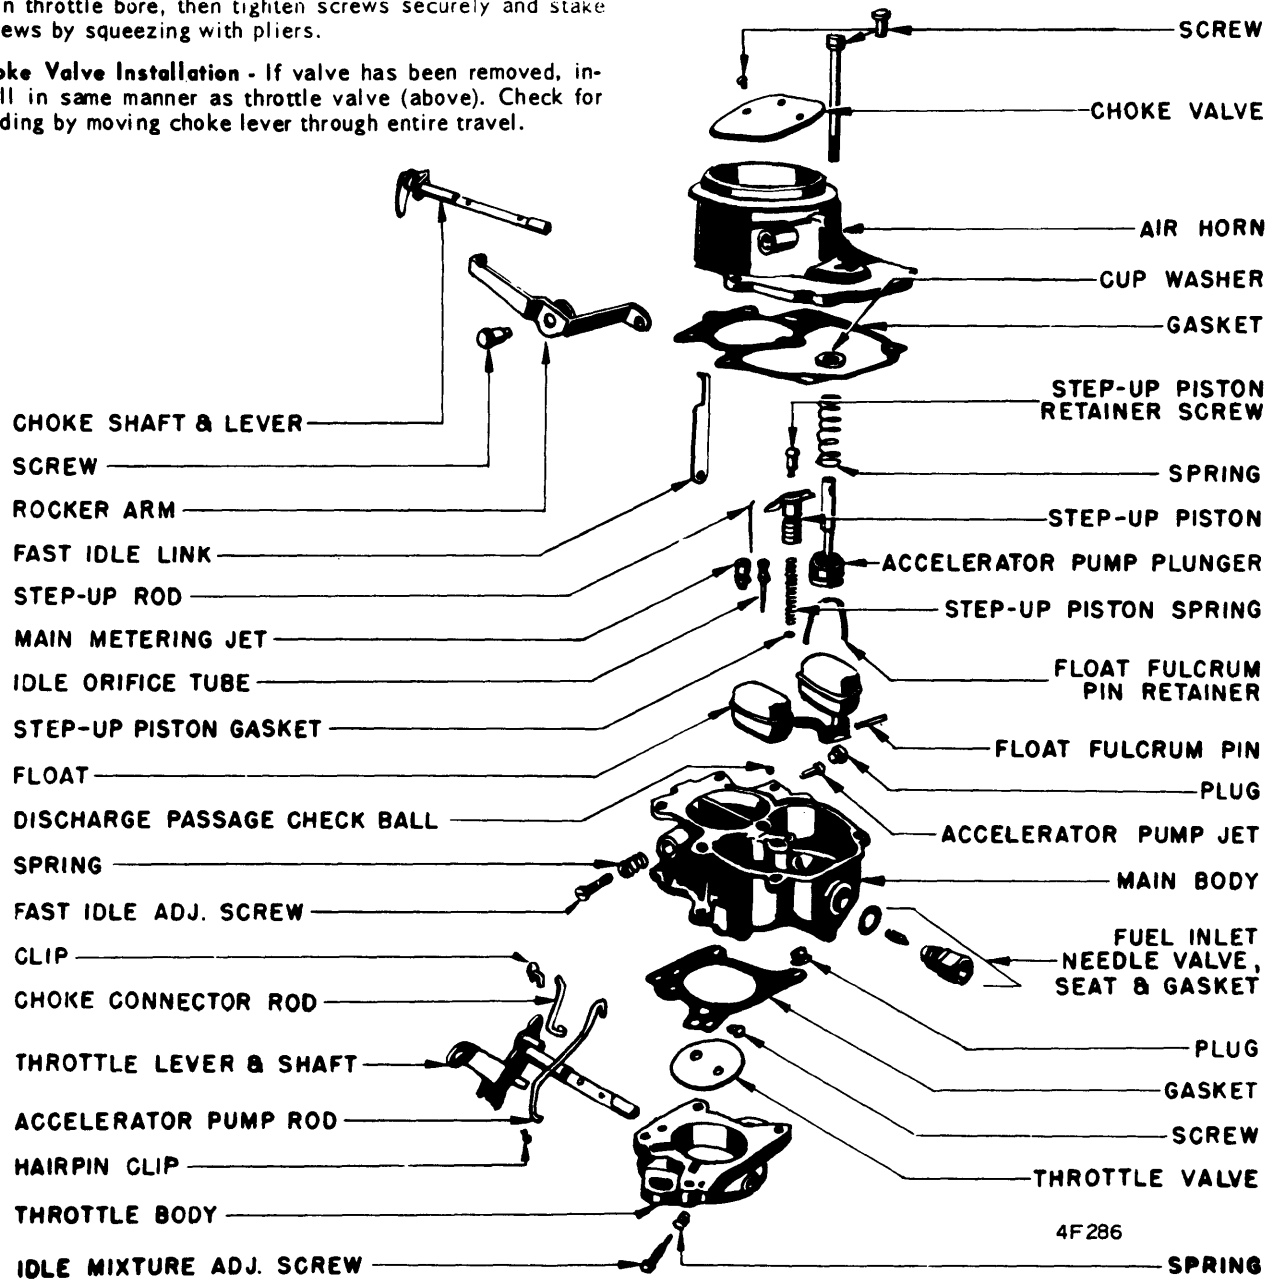 n throttle bore, then tighten screws securely and stake
ews by squeezing with pliers.
oke Valve Installation - If valve has been removed, in-
ll in same manner as throttle valve (above). Check for
ding by moving choke lever through entire travel.
SCREW
CHOKE VALVE
AIR HORN
CUP WASHER
GASKET
STEP-UP PISTON
RETAINER SCREW
SPRING
STEP-UP PISTON
ACCELERATOR PUMP PLUNGER
STEP-UP PISTON SPRING
FLOAT FULCRUM
PIN RETAINER
FLOAT FULCRUM PIN
PLUG
ACCELERATOR PUMP JET
MAIN BODY
FUEL INLET
NEEDLE VALVE,
SEAT & GASKET
PLUG
GASKET
SCREW
THROTTLE VALVE
4F286
SPRING
CHOKE SHAFT & LEVER
SCREW
ROCKER ARM
FAST IDLE LINK
STEP-UP ROD
MAIN METERING JET
IDLE ORIFICE TUBE
STEP-UP PISTON GASKET
FLOAT
DISCHARGE PASSAGE CHECK BALL
SPRING
FAST IDLE ADJ. SCREW
CLIP
CHOKE CONNECTOR ROD
THROTTLE LEVER & SHAFT
ACCELERATOR PUMP ROD
HAIRPIN CLIP
THROTTLE BODY
IDLE MIXTURE ADJ. SCREW